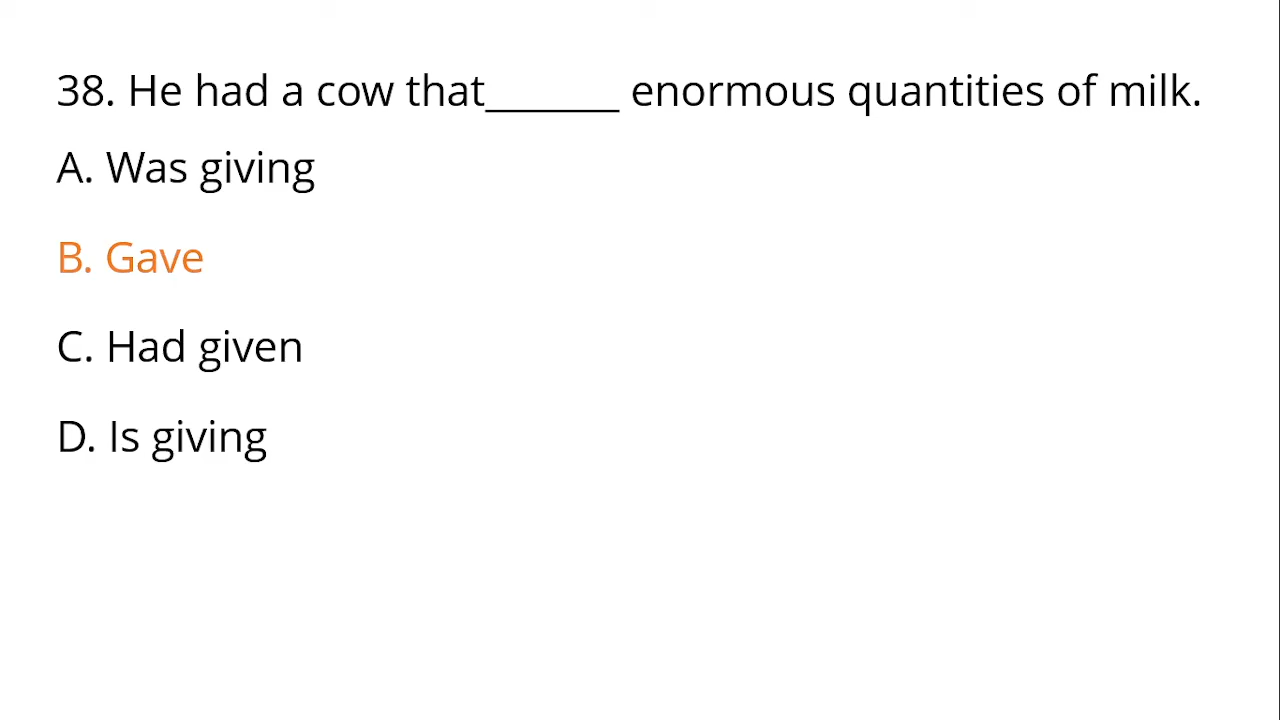 38. He had a cow that_______ enormous quantities of milk.
A. Was giving
B. Gave
C. Had given
D. Is giving